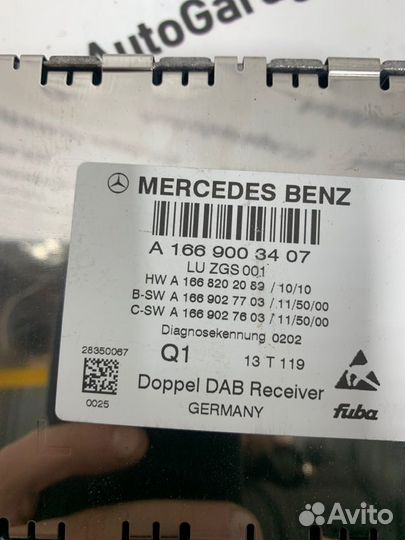 AutoGarag
MERCEDES BENZ
A 166 900 34 07
LU ZGS 001
HW A 166 820 20 89 / 10/10
B-SW A 166 902 77 03 / 11/50/00
C-SW A 166 902 76 03 / 11/50/00
Diagnosekennung 0202
28350067
Q1 13 T 119
0025
Doppel DAB Receiver
GERMANY
fuba
Avito